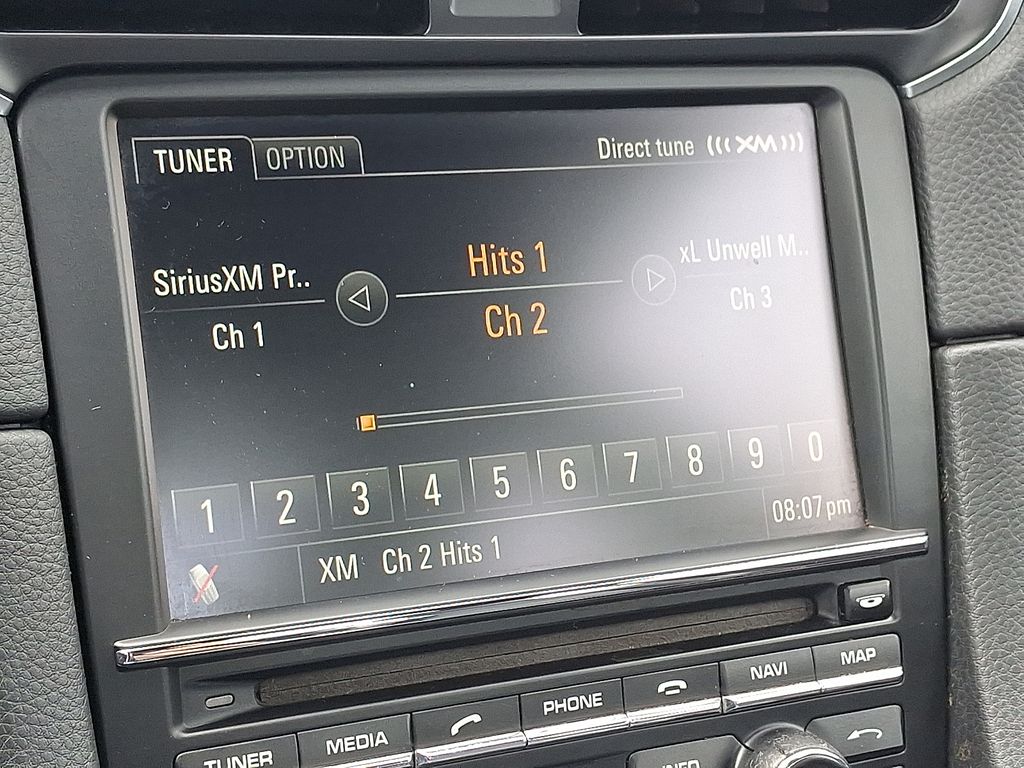 TUNER OPTION Direct tune ((( XM )))
SiriusXM Pr.. Hits 1 xL Unwell M..
Ch 1 Ch 2 Ch 3
1 2 3 4 5 6 7 8 9 0
XM Ch 2 Hits 1 08:07 pm
TUNER MEDIA PHONE NAVI MAP
INFO